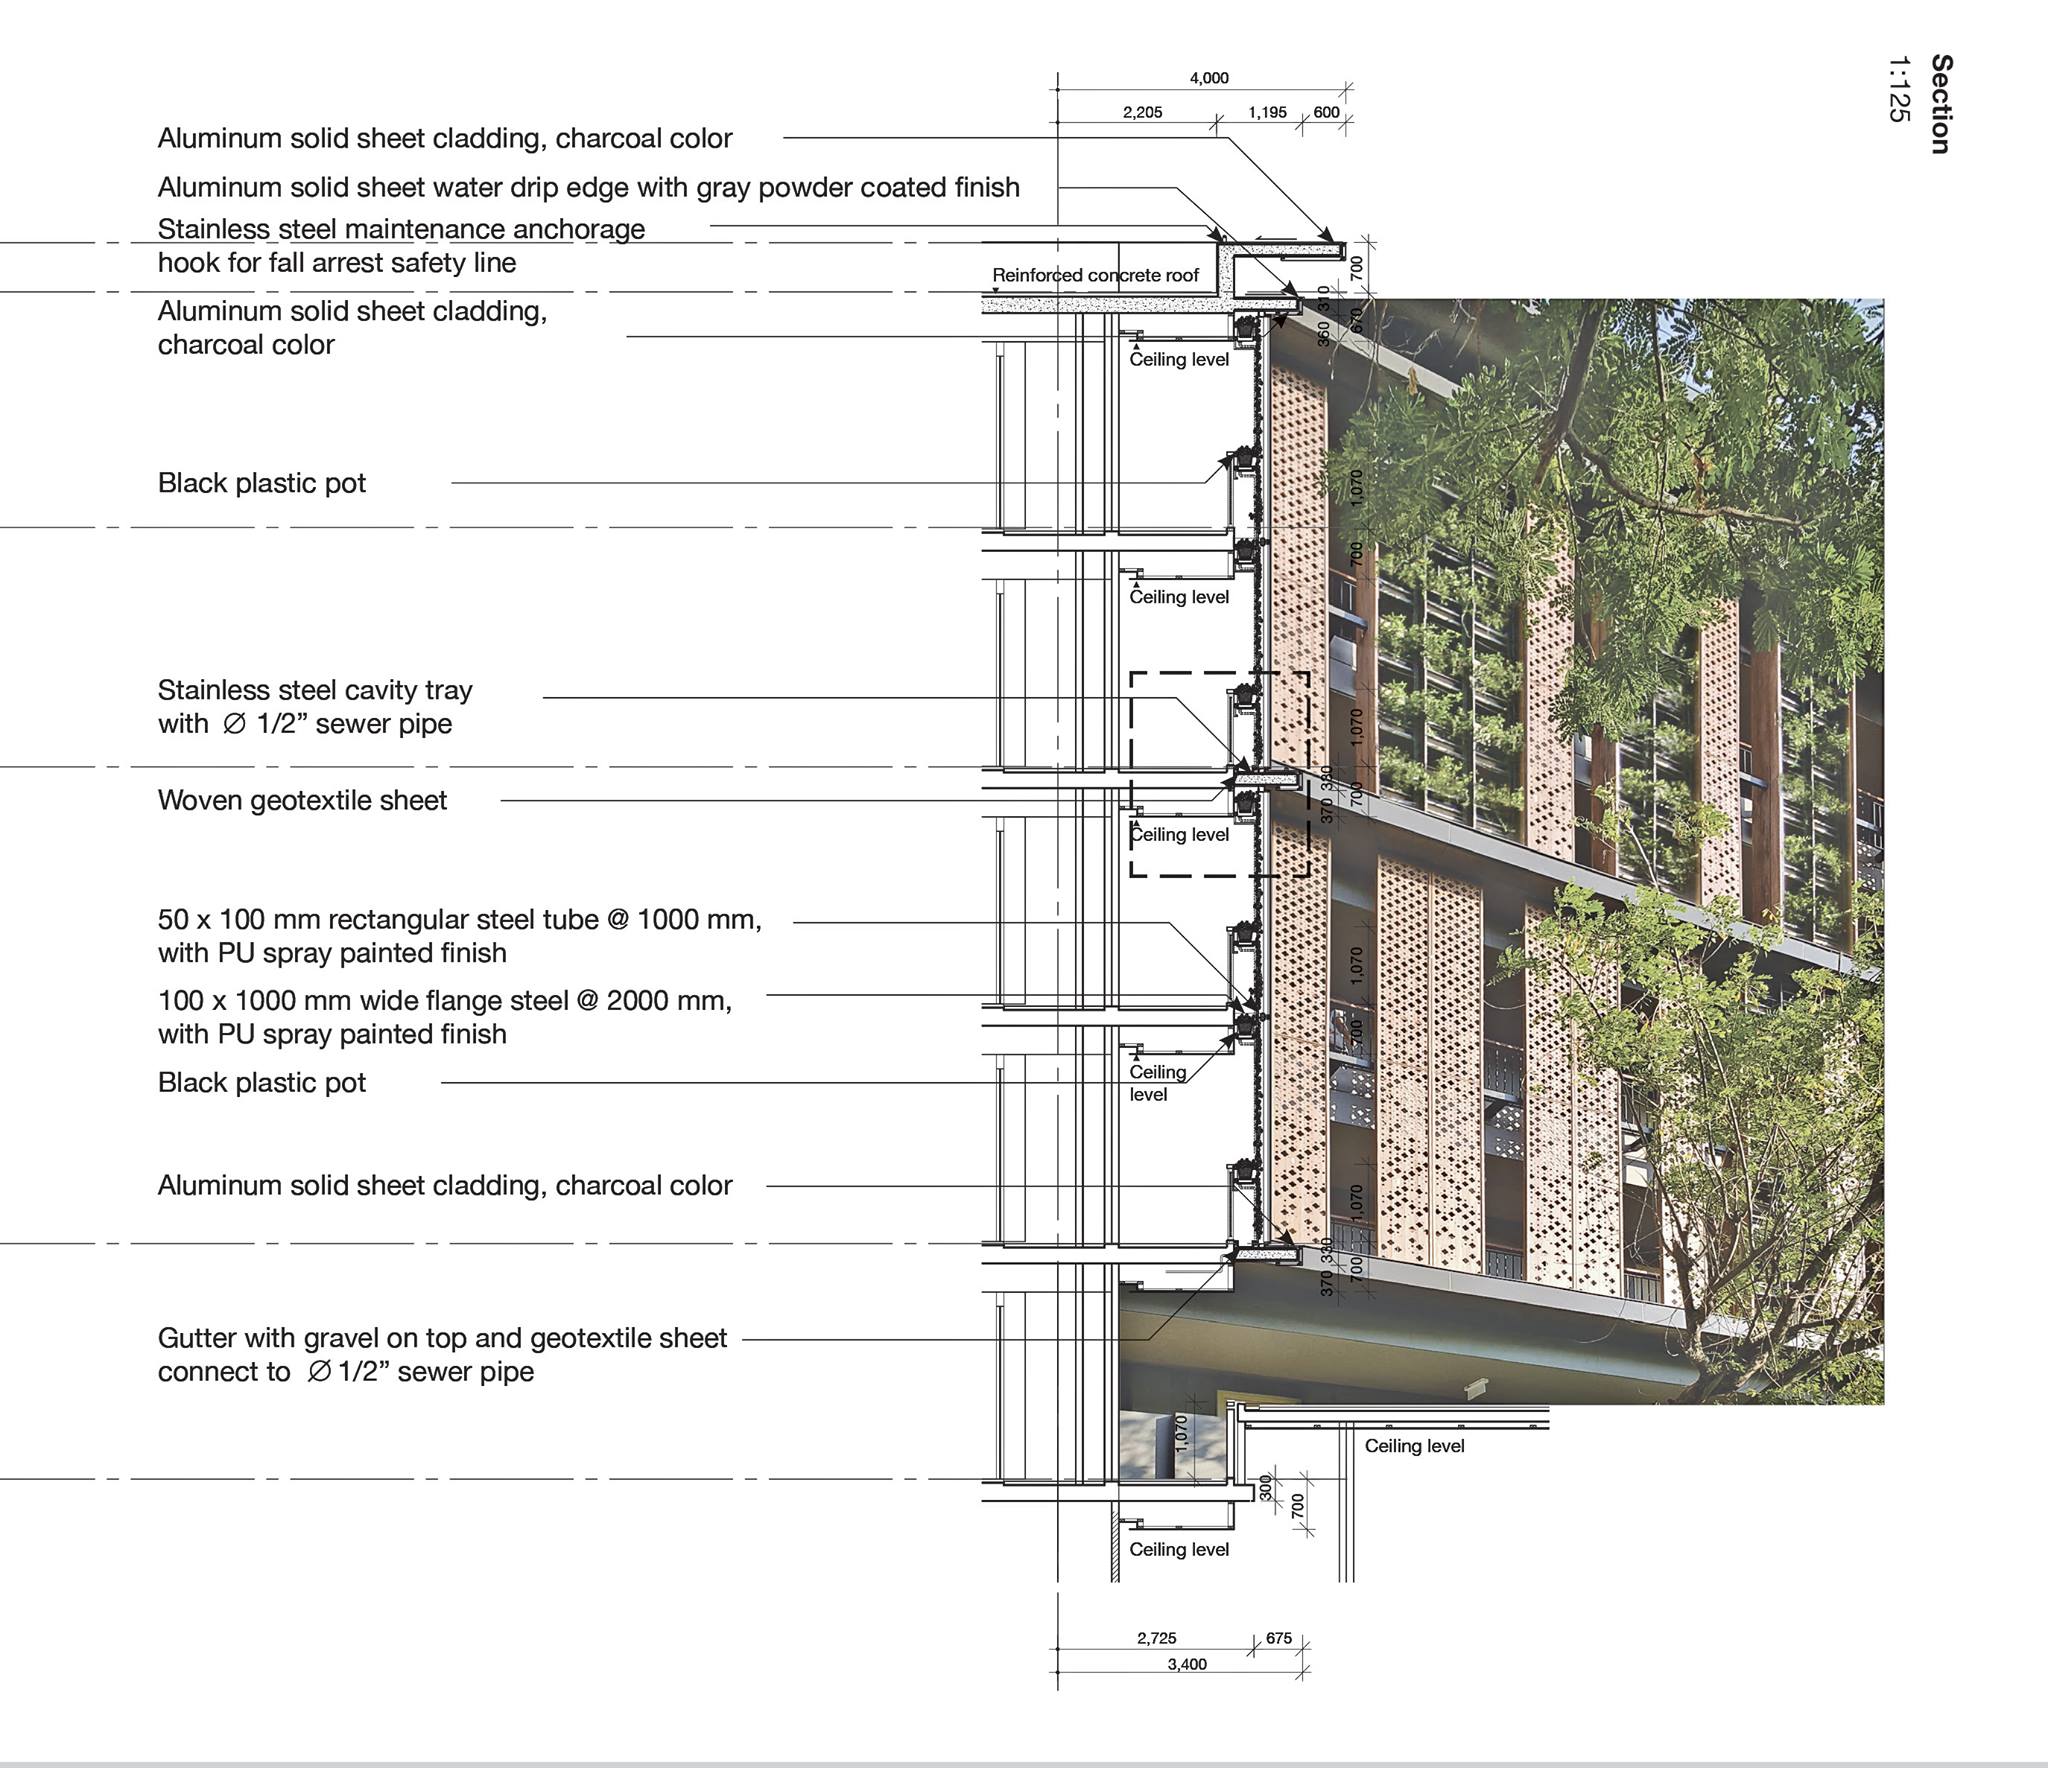 Section
1:125
4,000
2,205
1,195
600
Aluminum solid sheet cladding, charcoal color
Aluminum solid sheet water drip edge with gray powder coated finish
Stainless steel maintenance anchorage
hook for fall arrest safety line
Reinforced concrete roof
700
310
670
360
Aluminum solid sheet cladding,
charcoal color
Ceiling level
Black plastic pot
1,070
700
Ceiling level
Stainless steel cavity tray
with Ø 1/2” sewer pipe
1,070
330
700
370
Woven geotextile sheet
Ceiling level
50 x 100 mm rectangular steel tube @ 1000 mm,
with PU spray painted finish
1,070
100 x 1000 mm wide flange steel @ 2000 mm,
with PU spray painted finish
700
Black plastic pot
Ceiling
level
Aluminum solid sheet cladding, charcoal color
1,070
330
700
370
Gutter with gravel on top and geotextile sheet
connect to Ø 1/2” sewer pipe
1,070
Ceiling level
300
700
Ceiling level
2,725
675
3,400